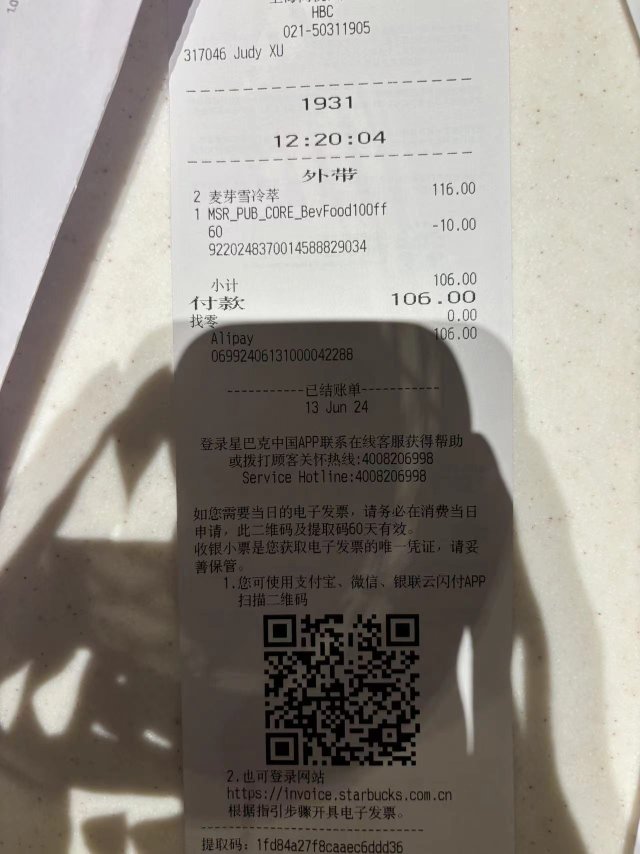 HBC
021-50311905
317046 Judy XU
1931
12:20:04
外带
2 麦芽雪冷萃 116.00
1 MSR_PUB_CORE_BevFood100ff
60 -10.00
9220248370014588829034
小计 106.00
付款 106.00
找零 0.00
Alipay 106.00
06992406131000042288
-----------已结账单-----------
13 Jun 24
登录星巴克中国APP联系在线客服获得帮助
或拨打顾客关怀热线:4008206998
Service Hotline:4008206998
如您需要当日的电子发票，请务必在消费当日
申请，此二维码及提取码60天有效。
收银小票是您获取电子发票的唯一凭证，请妥
善保管。
1.您可使用支付宝、微信、银联云闪付APP
扫描二维码
2.也可登录网站
https://invoice.starbucks.com.cn
根据指引步骤开具电子发票。
提取码: 1fd84a27f8caaec6ddd36